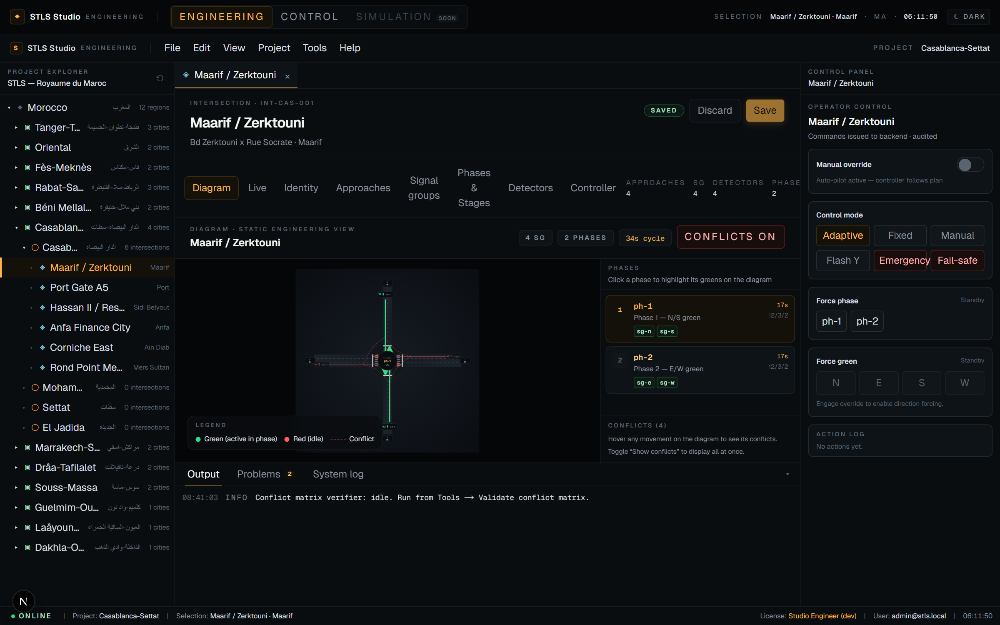 STLS Studio ENGINEERING
ENGINEERING CONTROL SIMULATION SOON
SELECTION Maarif / Zerktouni · Maarif · MA · 06:11:50 DARK
S STLS Studio ENGINEERING
File Edit View Project Tools Help
PROJECT Casablanca-Settat
PROJECT EXPLORER
STLS — Royaume du Maroc
Morocco المغرب 12 regions
Tanger-T... طنجة-تطوان-الحسيمة 3 cities
Oriental الشرق 2 cities
Fès-Meknès فاس-مكناس 2 cities
Rabat-Sa... الرباط-سلا-القنيطرة 3 cities
Béni Mellal... بني ملال-خنيفرة 2 cities
Casablan... الدار البيضاء-سطات 4 cities
Casab... الدار البيضاء 6 intersections
Maarif / Zerktouni Maarif
Port Gate A5 Port
Hassan II / Res... Sidi Belyout
Anfa Finance City Anfa
Corniche East Ain Diab
Rond Point Me... Mers Sultan
Moham... المحمدية 0 intersections
Settat سطات 0 intersections
El Jadida الجديدة 0 intersections
Marrakech-S... مراكش-آسفي 2 cities
Drâa-Tafilalet درعة-تافيلالت 2 cities
Souss-Massa سوس-ماسة 2 cities
Guelmim-Ou... كلميم-واد نون 1 cities
Laâyoun... العيون-الساقية الحمراء 1 cities
Dakhla-O... الداخلة-وادي الذهب 1 cities
N
Maarif / Zerktouni ×
INTERSECTION · INT-CAS-001
Maarif / Zerktouni
Bd Zerktouni x Rue Socrate · Maarif
SAVED Discard Save
Diagram Live Identity Approaches Signal groups Phases & Stages Detectors Controller
APPROACHES SG DETECTORS PHASE
4 4 4 2
DIAGRAM · STATIC ENGINEERING VIEW
Maarif / Zerktouni
4 SG 2 PHASES 34s cycle CONFLICTS ON
V1 S sg-n
V2 S sg-e
V4 S sg-w
PHASE
ph-1
17s
V3 S sg-s
LEGEND
Green (active in phase) Red (idle) Conflict
PHASES
Click a phase to highlight its greens on the diagram
1 ph-1 17s
Phase 1 — N/S green 12/3/2
sg-n sg-s
2 ph-2 17s
Phase 2 — E/W green 12/3/2
sg-e sg-w
CONFLICTS (4)
Hover any movement on the diagram to see its conflicts.
Toggle “Show conflicts” to display all at once.
Output Problems 2 System log
08:41:03 INFO Conflict matrix verifier: idle. Run from Tools → Validate conflict matrix.
CONTROL PANEL
Maarif / Zerktouni
OPERATOR CONTROL
Maarif / Zerktouni
Commands issued to backend · audited
Manual override
Auto-pilot active — controller follows plan
Control mode
Adaptive Fixed Manual
Flash Y Emergency Fail-safe
Force phase Standby
ph-1 ph-2
Force green Standby
N E S W
Engage override to enable direction forcing.
ACTION LOG
No actions yet.
ONLINE | Project: Casablanca-Settat | Selection: Maarif / Zerktouni · Maarif
License: Studio Engineer (dev) | User: admin@stls.local | 06:11:50